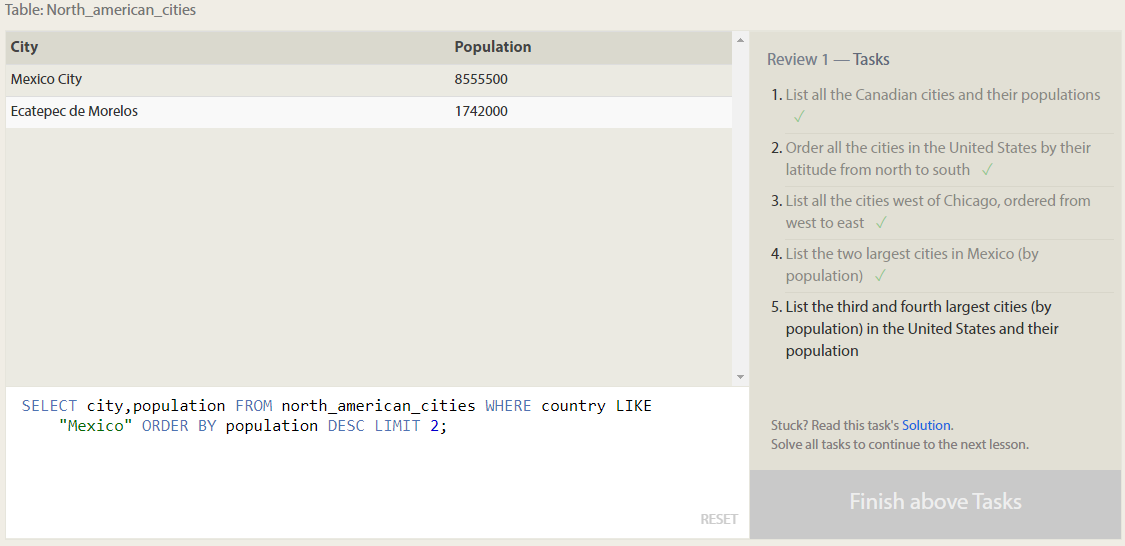 Table: North_american_cities
City Population
Mexico City 8555500
Ecatepec de Morelos 1742000
SELECT city,population FROM north_american_cities WHERE country LIKE
"Mexico" ORDER BY population DESC LIMIT 2;
RESET
Review 1 — Tasks
1. List all the Canadian cities and their populations
✓
2. Order all the cities in the United States by their
latitude from north to south ✓
3. List all the cities west of Chicago, ordered from
west to east ✓
4. List the two largest cities in Mexico (by
population) ✓
5. List the third and fourth largest cities (by
population) in the United States and their
population
Stuck? Read this task's Solution.
Solve all tasks to continue to the next lesson.
Finish above Tasks